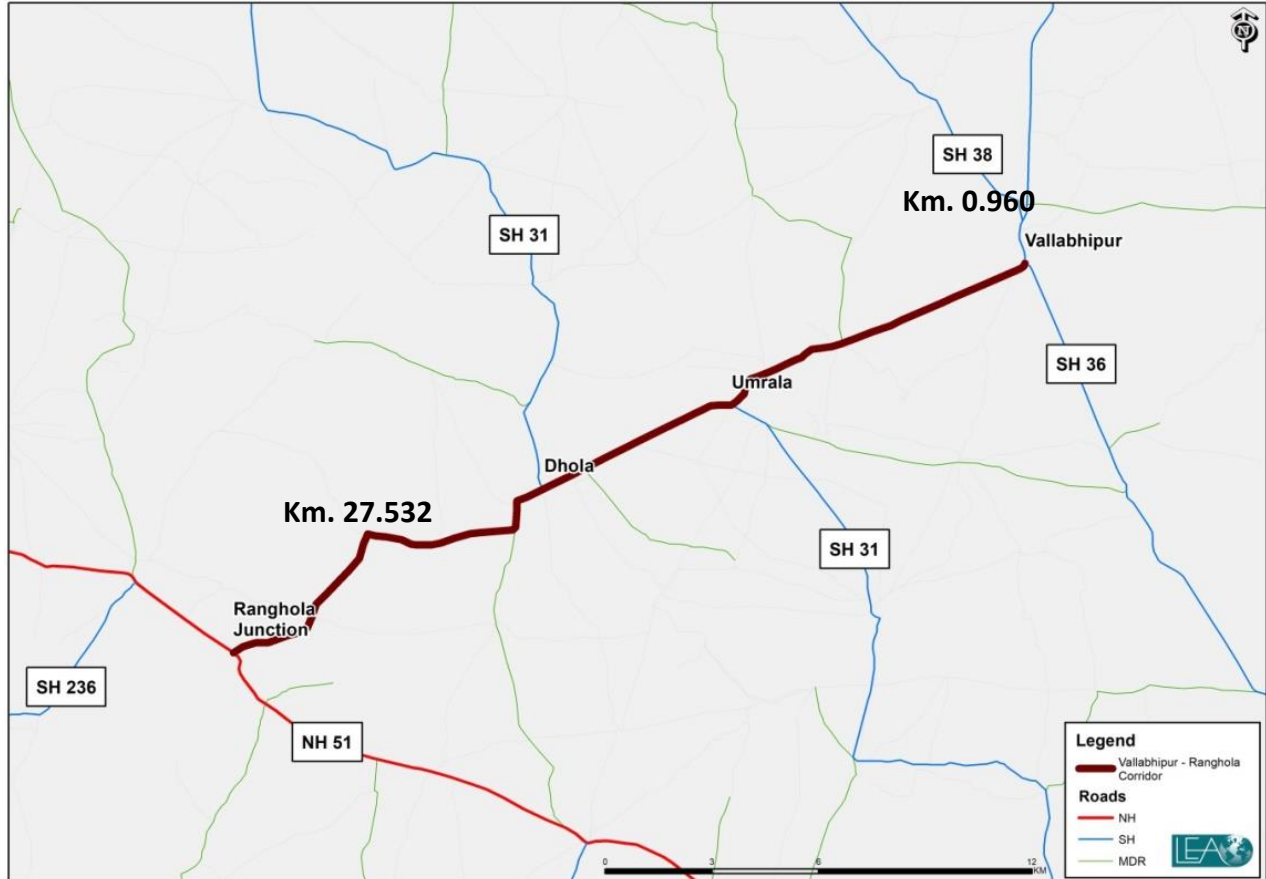 N
SH 38
Km. 0.960
SH 31
Vallabhipur
SH 36
Umrala
Dhola
Km. 27.532
SH 31
Ranghola
Junction
SH 236
NH 51
Legend
Vallabhipur - Ranghola
Corridor
Roads
NH
SH
MDR
LEA
0 3 6 12
KM